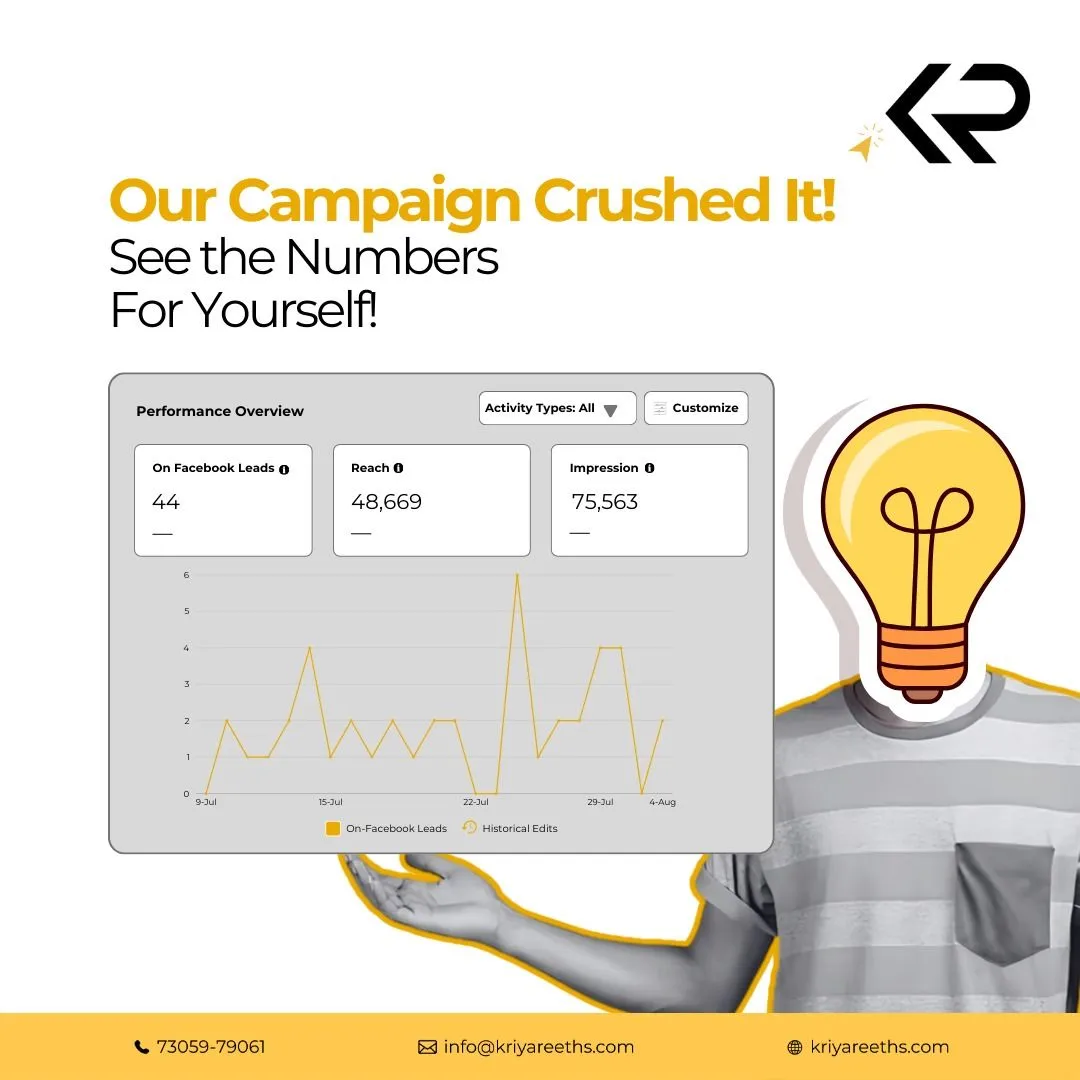 KR
Our Campaign Crushed It!
See the Numbers
For Yourself!
Performance Overview
Activity Types: All
Customize
On Facebook Leads
44
—
Reach
48,669
—
Impression
75,563
—
6
5
4
3
2
1
0
9-Jul 15-Jul 22-Jul 29-Jul 4-Aug
On-Facebook Leads Historical Edits
73059-79061 info@kriyareeths.com kriyareeths.com